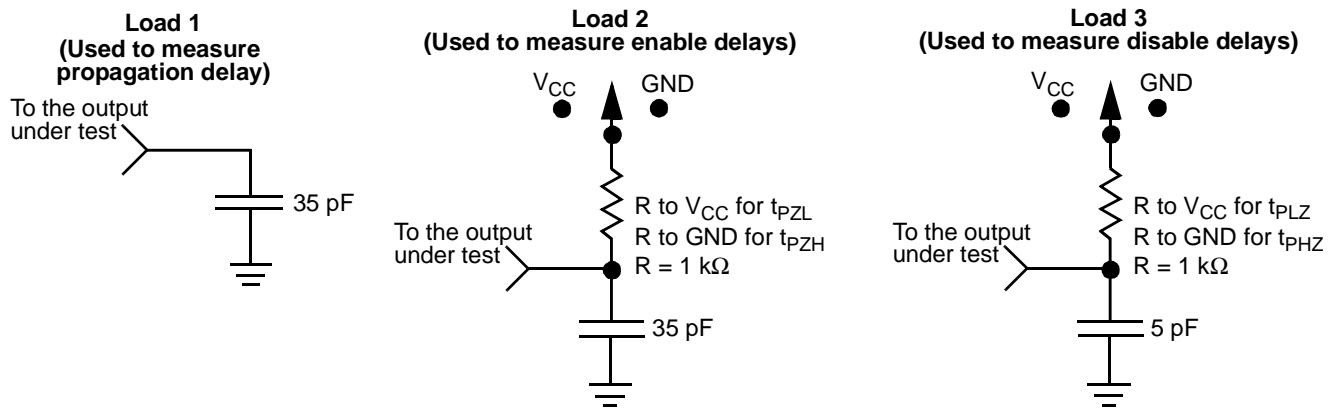 Load 1
(Used to measure
propagation delay)
To the output
under test
35 pF
Load 2
(Used to measure enable delays)
VCC
GND
R to VCC for tPZL
R to GND for tPZH
R = 1 kΩ
To the output
under test
35 pF
Load 3
(Used to measure disable delays)
VCC
GND
R to VCC for tPLZ
R to GND for tPHZ
R = 1 kΩ
To the output
under test
5 pF